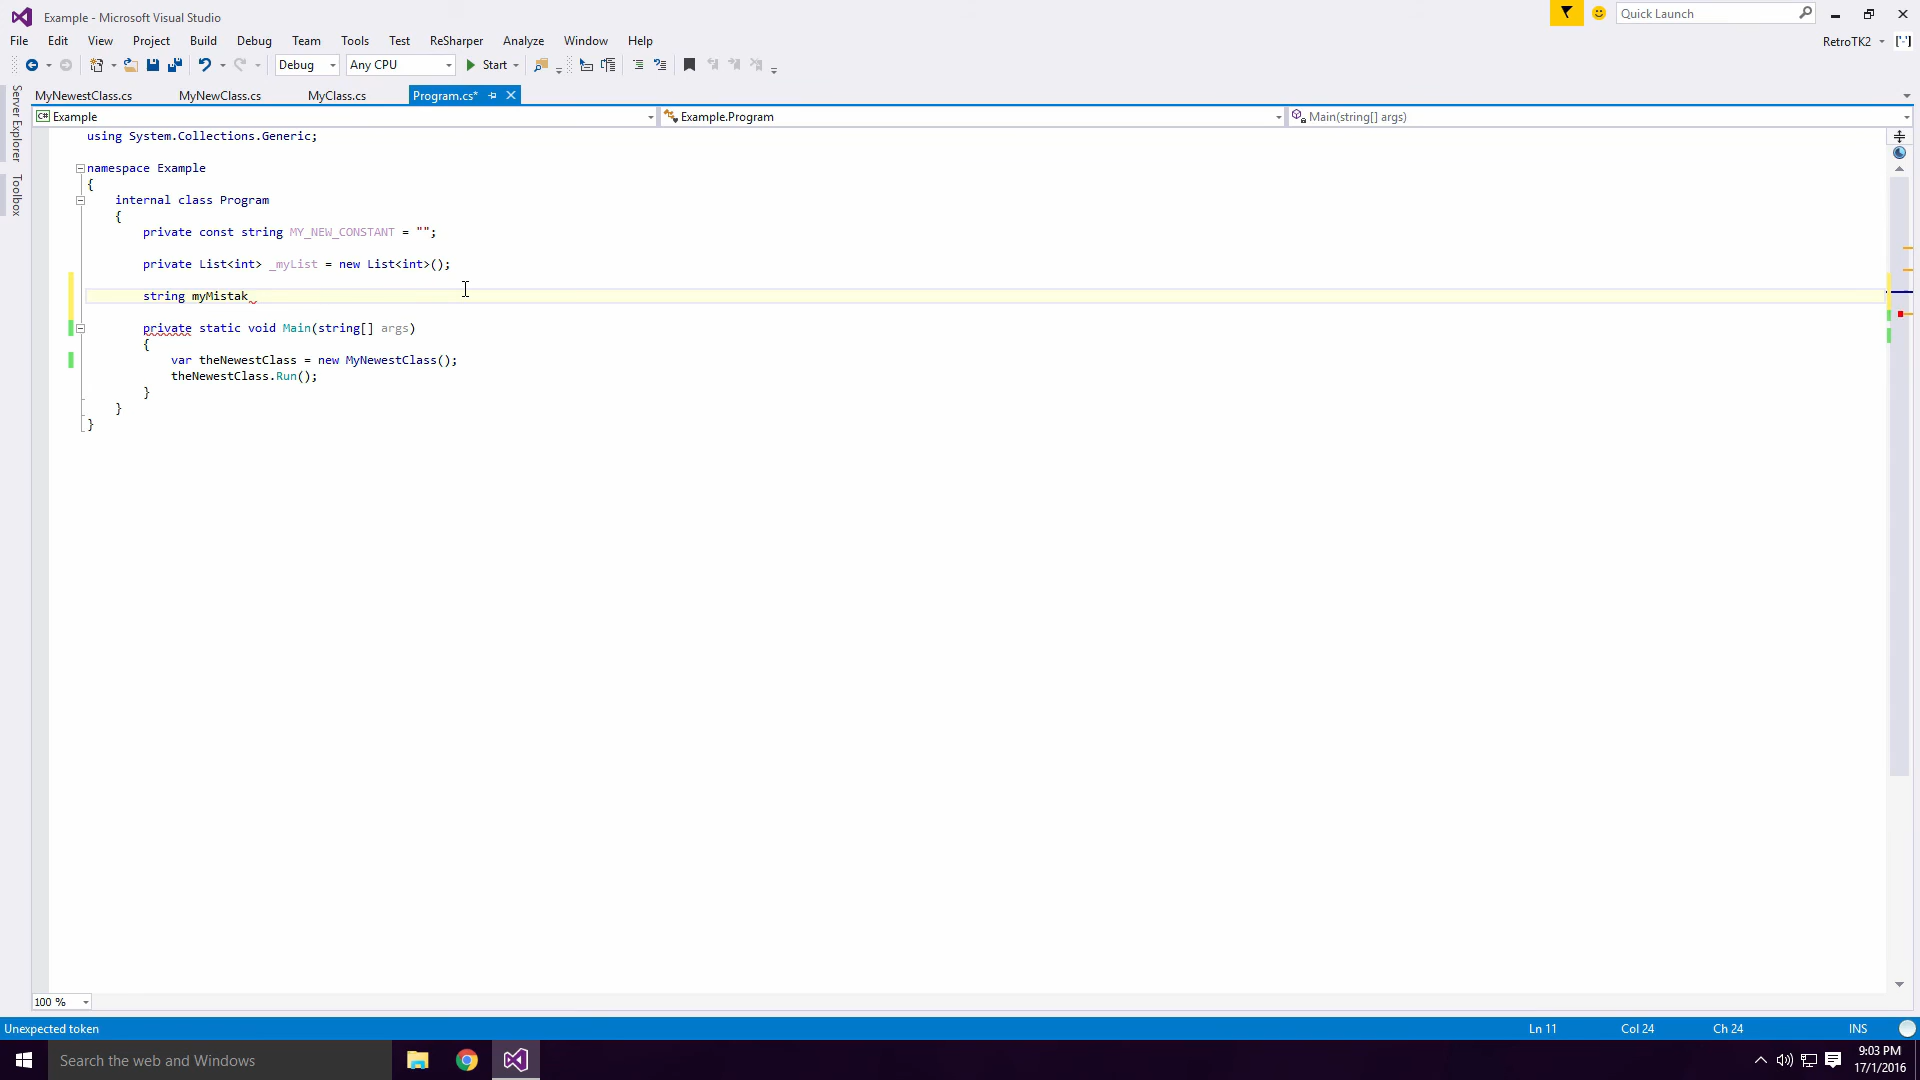 Example - Microsoft Visual Studio
Quick Launch
File Edit View Project Build Debug Team Tools Test ReSharper Analyze Window Help
RetroTK2
Debug Any CPU Start
Server Explorer
Toolbox
MyNewestClass.cs MyNewClass.cs MyClass.cs Program.cs*
C# Example Example.Program Main(string[] args)
using System.Collections.Generic;
namespace Example
{
internal class Program
{
private const string MY_NEW_CONSTANT = "";
private List<int> _myList = new List<int>();
string myMistak
private static void Main(string[] args)
{
var theNewestClass = new MyNewestClass();
theNewestClass.Run();
}
}
}
100 %
Unexpected token Ln 11 Col 24 Ch 24 INS
Search the web and Windows
9:03 PM
17/1/2016